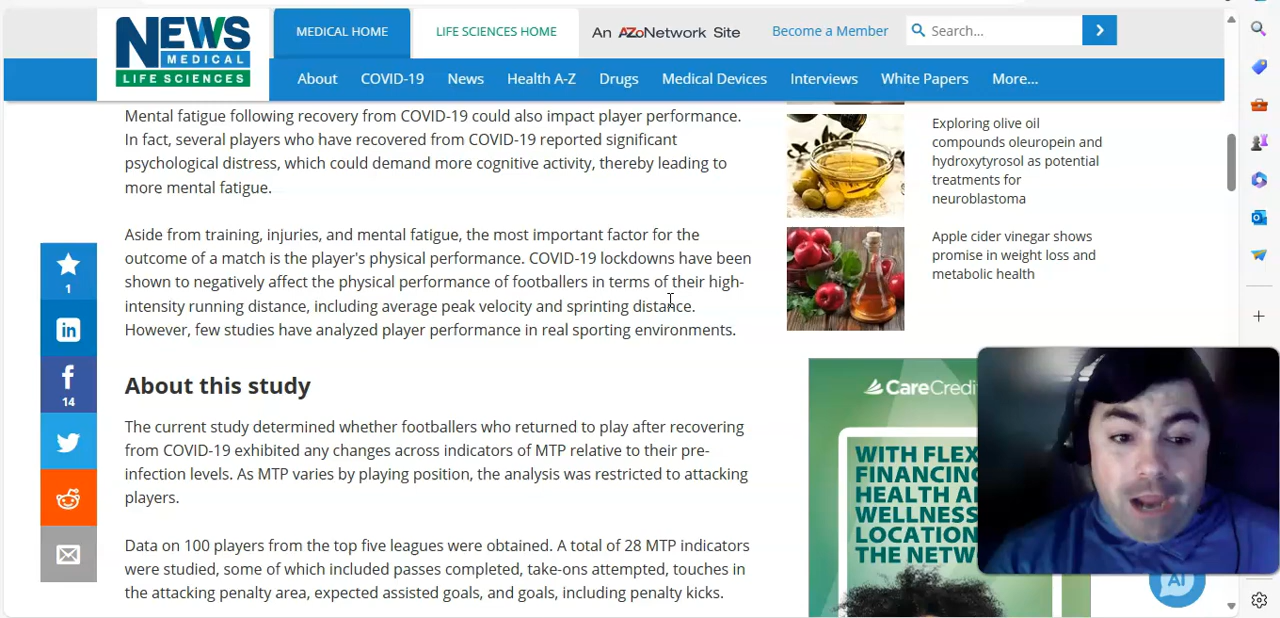 NEWS
MEDICAL
LIFE SCIENCES
MEDICAL HOME
LIFE SCIENCES HOME
An AZoNetwork Site
Become a Member
Search...
About
COVID-19
News
Health A-Z
Drugs
Medical Devices
Interviews
White Papers
More...
Mental fatigue following recovery from COVID-19 could also impact player performance.
In fact, several players who have recovered from COVID-19 reported significant
psychological distress, which could demand more cognitive activity, thereby leading to
more mental fatigue.
Aside from training, injuries, and mental fatigue, the most important factor for the
outcome of a match is the player's physical performance. COVID-19 lockdowns have been
shown to negatively affect the physical performance of footballers in terms of their high-
intensity running distance, including average peak velocity and sprinting distance.
However, few studies have analyzed player performance in real sporting environments.
About this study
The current study determined whether footballers who returned to play after recovering
from COVID-19 exhibited any changes across indicators of MTP relative to their pre-
infection levels. As MTP varies by playing position, the analysis was restricted to attacking
players.
Data on 100 players from the top five leagues were obtained. A total of 28 MTP indicators
were studied, some of which included passes completed, take-ons attempted, touches in
the attacking penalty area, expected assisted goals, and goals, including penalty kicks.
1
in
f
14
Exploring olive oil
compounds oleuropein and
hydroxytyrosol as potential
treatments for
neuroblastoma
Apple cider vinegar shows
promise in weight loss and
metabolic health
CareCredi
WITH FLEX
FINANCING
HEALTH A
WELLNESS
LOCATION
THE NETW
AI